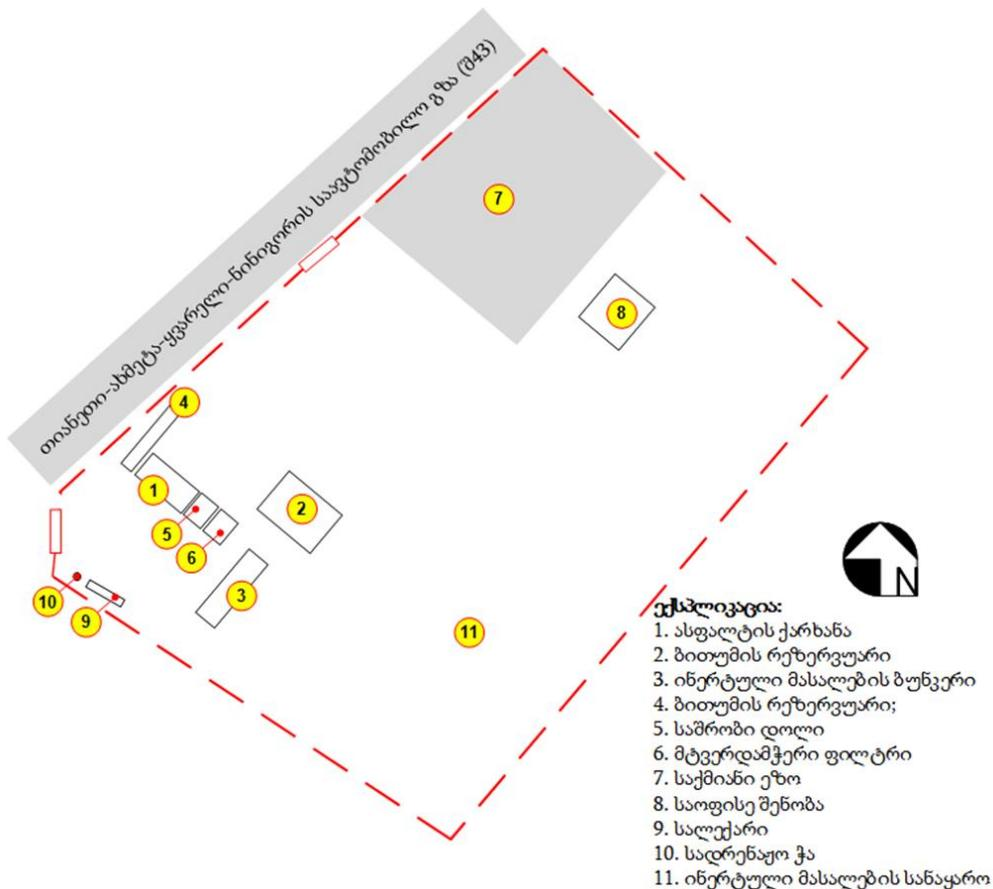 თიანეთი-ახმეტა-ყვარელი-ნინიგორის საავტომობილო გზა (შ43)
7
8
4
1
2
5
6
3
10
9
11
N
ექსპლიკაცია:
1. ასფალტის ქარხანა
2. ბითუმის რეზერვუარი
3. ინერტული მასალების ბუნკერი
4. ბითუმის რეზერვუარი;
5. საშრობი დოლი
6. მტვერდამჭერი ფილტრი
7. საქმიანი ეზო
8. საოფისე შენობა
9. სალექარი
10. სადრენაჟო ჭა
11. ინერტული მასალების სანაყარო